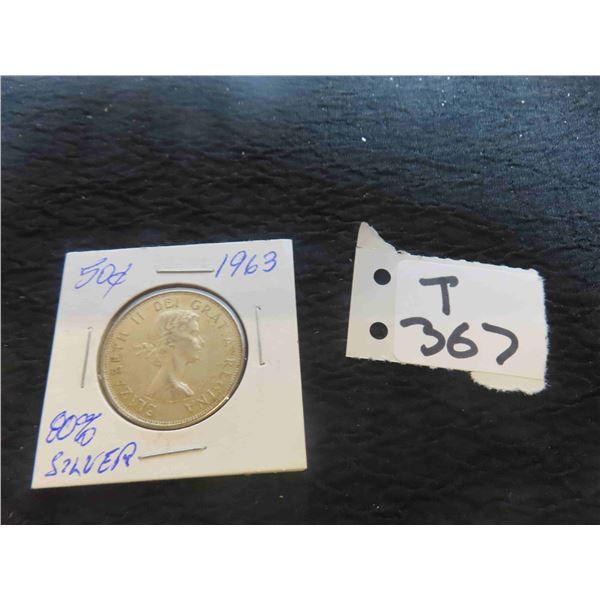 50¢ 1963
ELIZABETH II DEI GRATIA REGINA
80%
SILVER
T
367